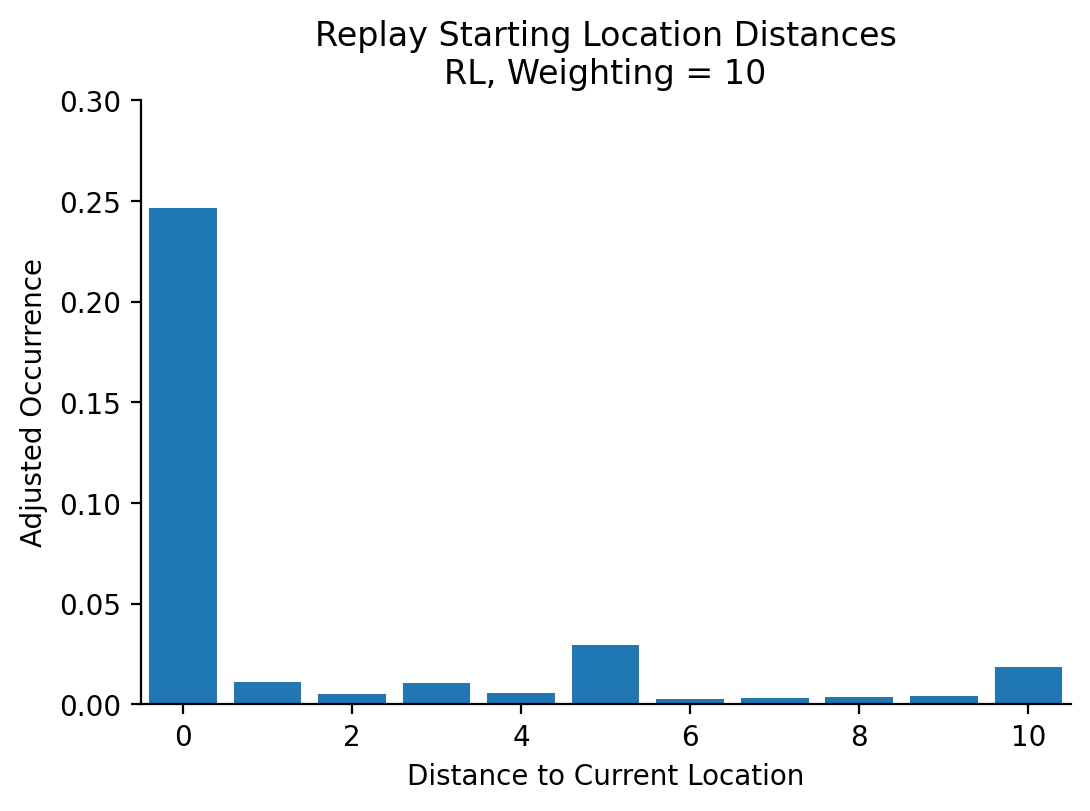 Replay Starting Location Distances
RL, Weighting = 10
0.30
0.25
0.20
0.15
0.10
0.05
0.00
Adjusted Occurrence
0 2 4 6 8 10
Distance to Current Location